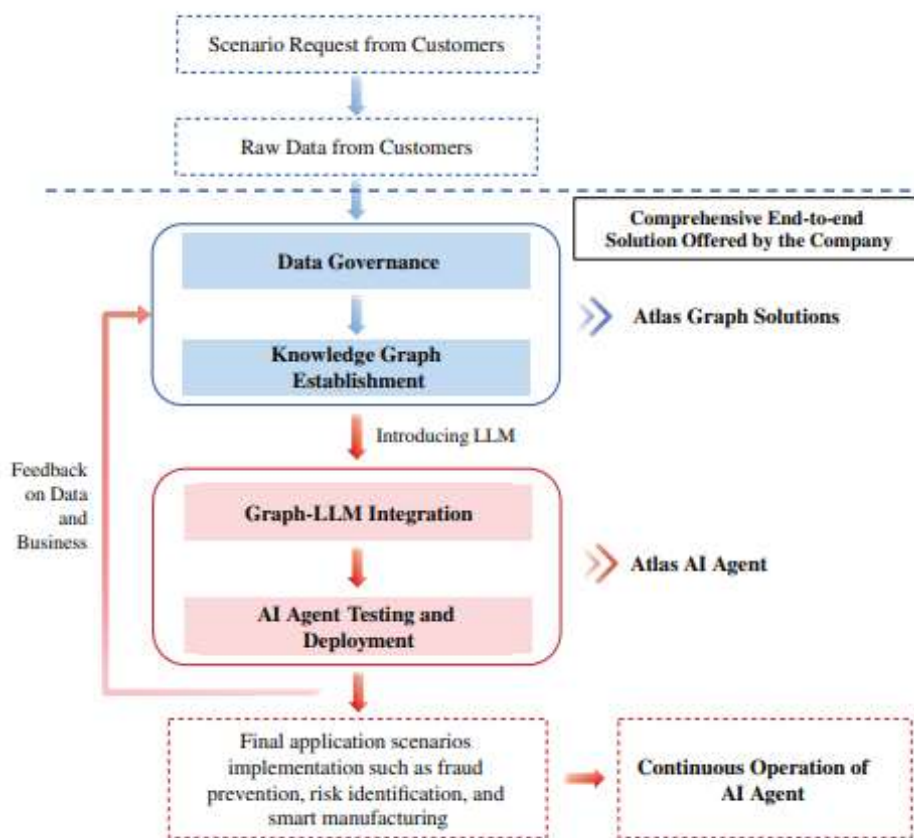 Scenario Request from Customers
Raw Data from Customers
Comprehensive End-to-end
Solution Offered by the Company
Data Governance
Atlas Graph Solutions
Knowledge Graph
Establishment
Introducing LLM
Feedback
on Data
and
Business
Graph-LLM Integration
Atlas AI Agent
AI Agent Testing and
Deployment
Final application scenarios
implementation such as fraud
prevention, risk identification, and
smart manufacturing
Continuous Operation of
AI Agent